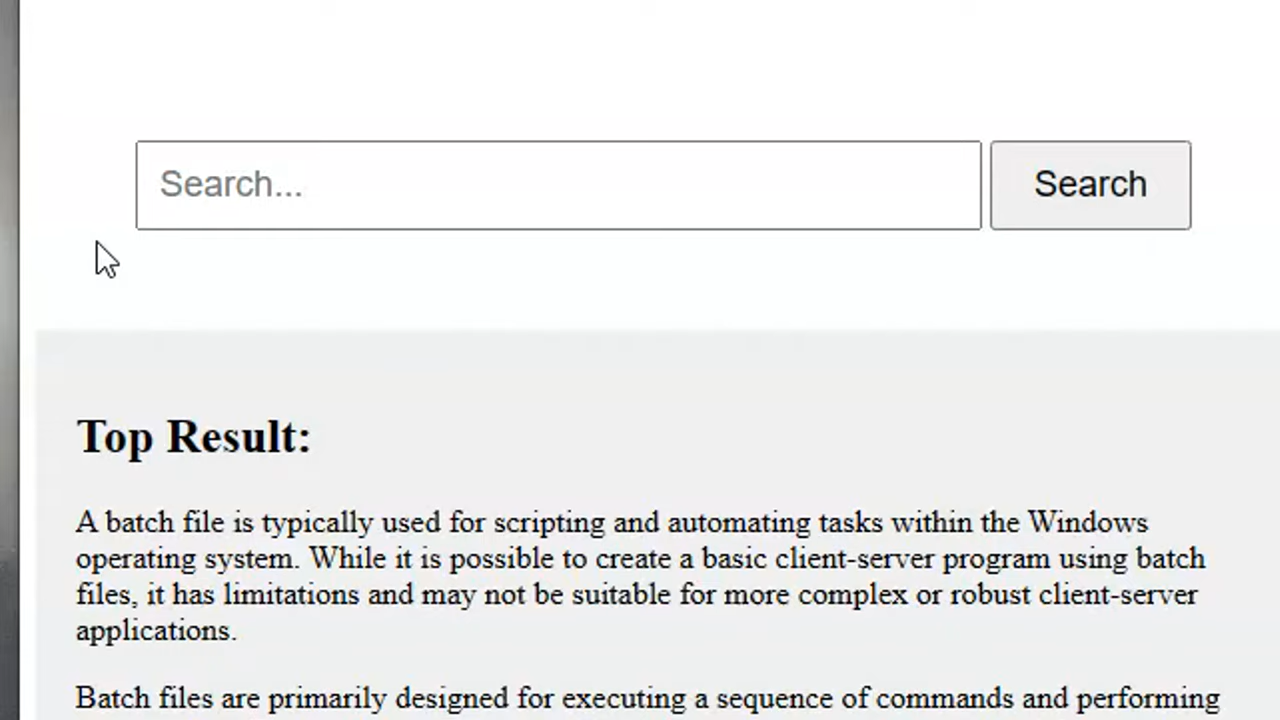 Search... Search
Top Result:
A batch file is typically used for scripting and automating tasks within the Windows
operating system. While it is possible to create a basic client-server program using batch
files, it has limitations and may not be suitable for more complex or robust client-server
applications.
Batch files are primarily designed for executing a sequence of commands and performing